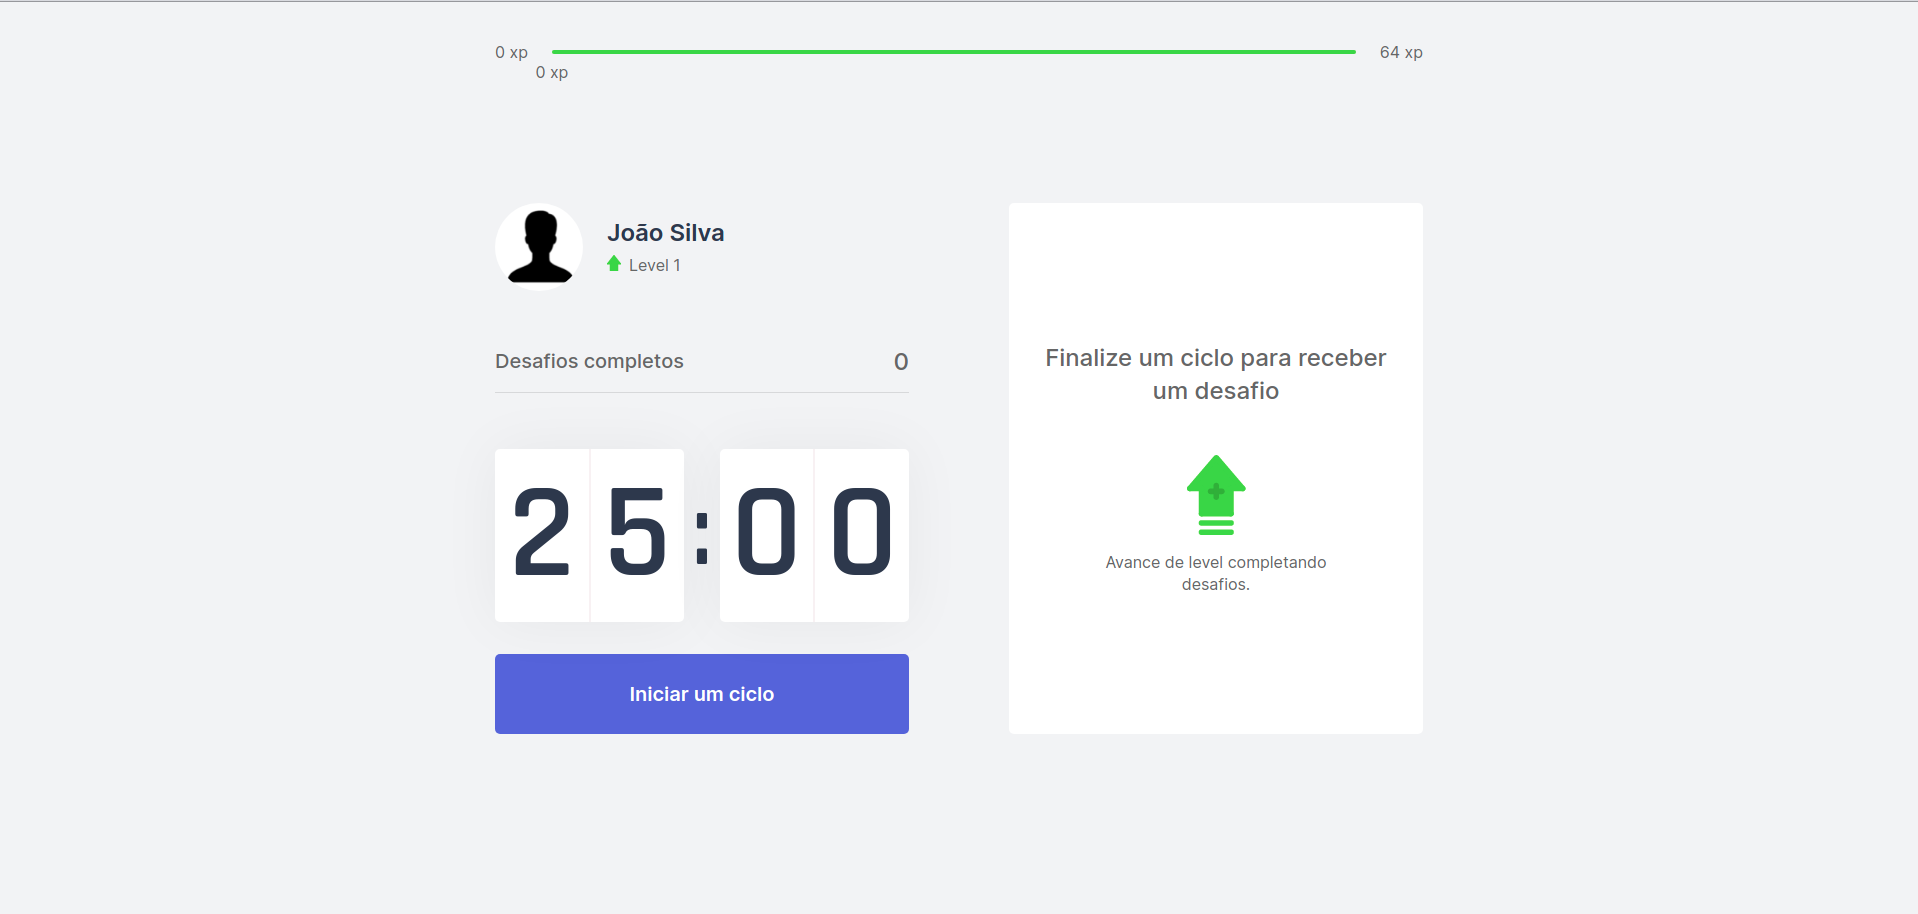 0 xp
64 xp
0 xp
João Silva
Level 1
Desafios completos
0
25:00
Iniciar um ciclo
Finalize um ciclo para receber
um desafio
Avance de level completando
desafios.